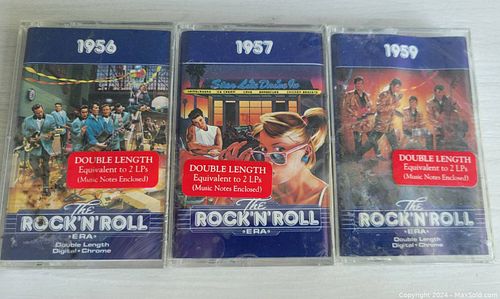 1956
DOUBLE LENGTH
Equivalent to 2 LPs
(Music Notes Enclosed)
The
ROCK'N'ROLL
•ERA•
Double Length
Digital • Chrome
1957
DOUBLE LENGTH
Equivalent to 2 LPs
(Music Notes Enclosed)
The
ROCK'N'ROLL
•ERA•
1959
DOUBLE LENGTH
Equivalent to 2 LPs
(Music Notes Enclosed)
The
ROCK'N'ROLL
•ERA•
Double Length
Digital • Chrome
Copyright 2024 - MaxSold.com